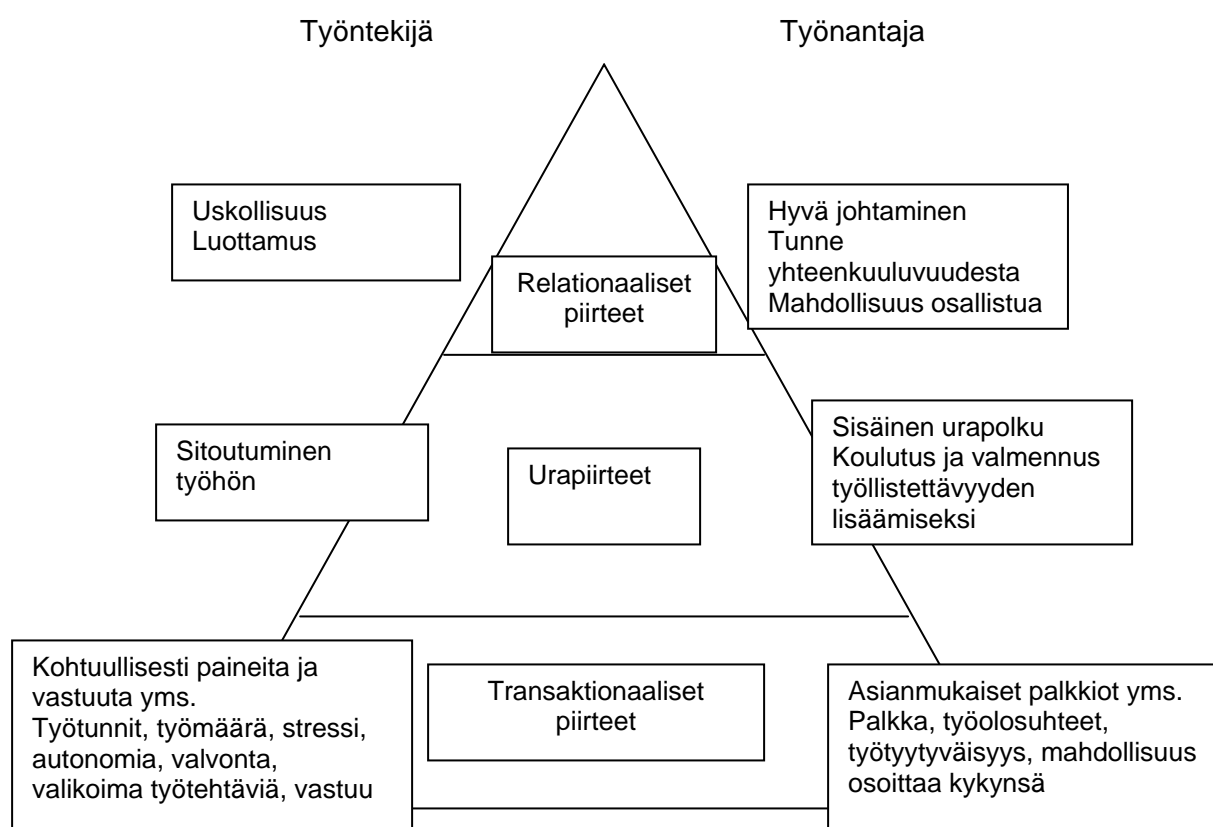 Työntekijä
Työnantaja
Uskollisuus
Luottamus
Relationaaliset
piirteet
Hyvä johtaminen
Tunne
yhteenkuuluvuudesta
Mahdollisuus osallistua
Sitoutuminen
työhön
Urapiirteet
Sisäinen urapolku
Koulutus ja valmennus
työllistettävyyden
lisäämiseksi
Kohtuullisesti paineita ja
vastuuta yms.
Työtunnit, työmäärä, stressi,
autonomia, valvonta,
valikoima työtehtäviä, vastuu
Transaktionaaliset
piirteet
Asianmukaiset palkkiot yms.
Palkka, työolosuhteet,
työtyytyväisyys, mahdollisuus
osoittaa kykynsä